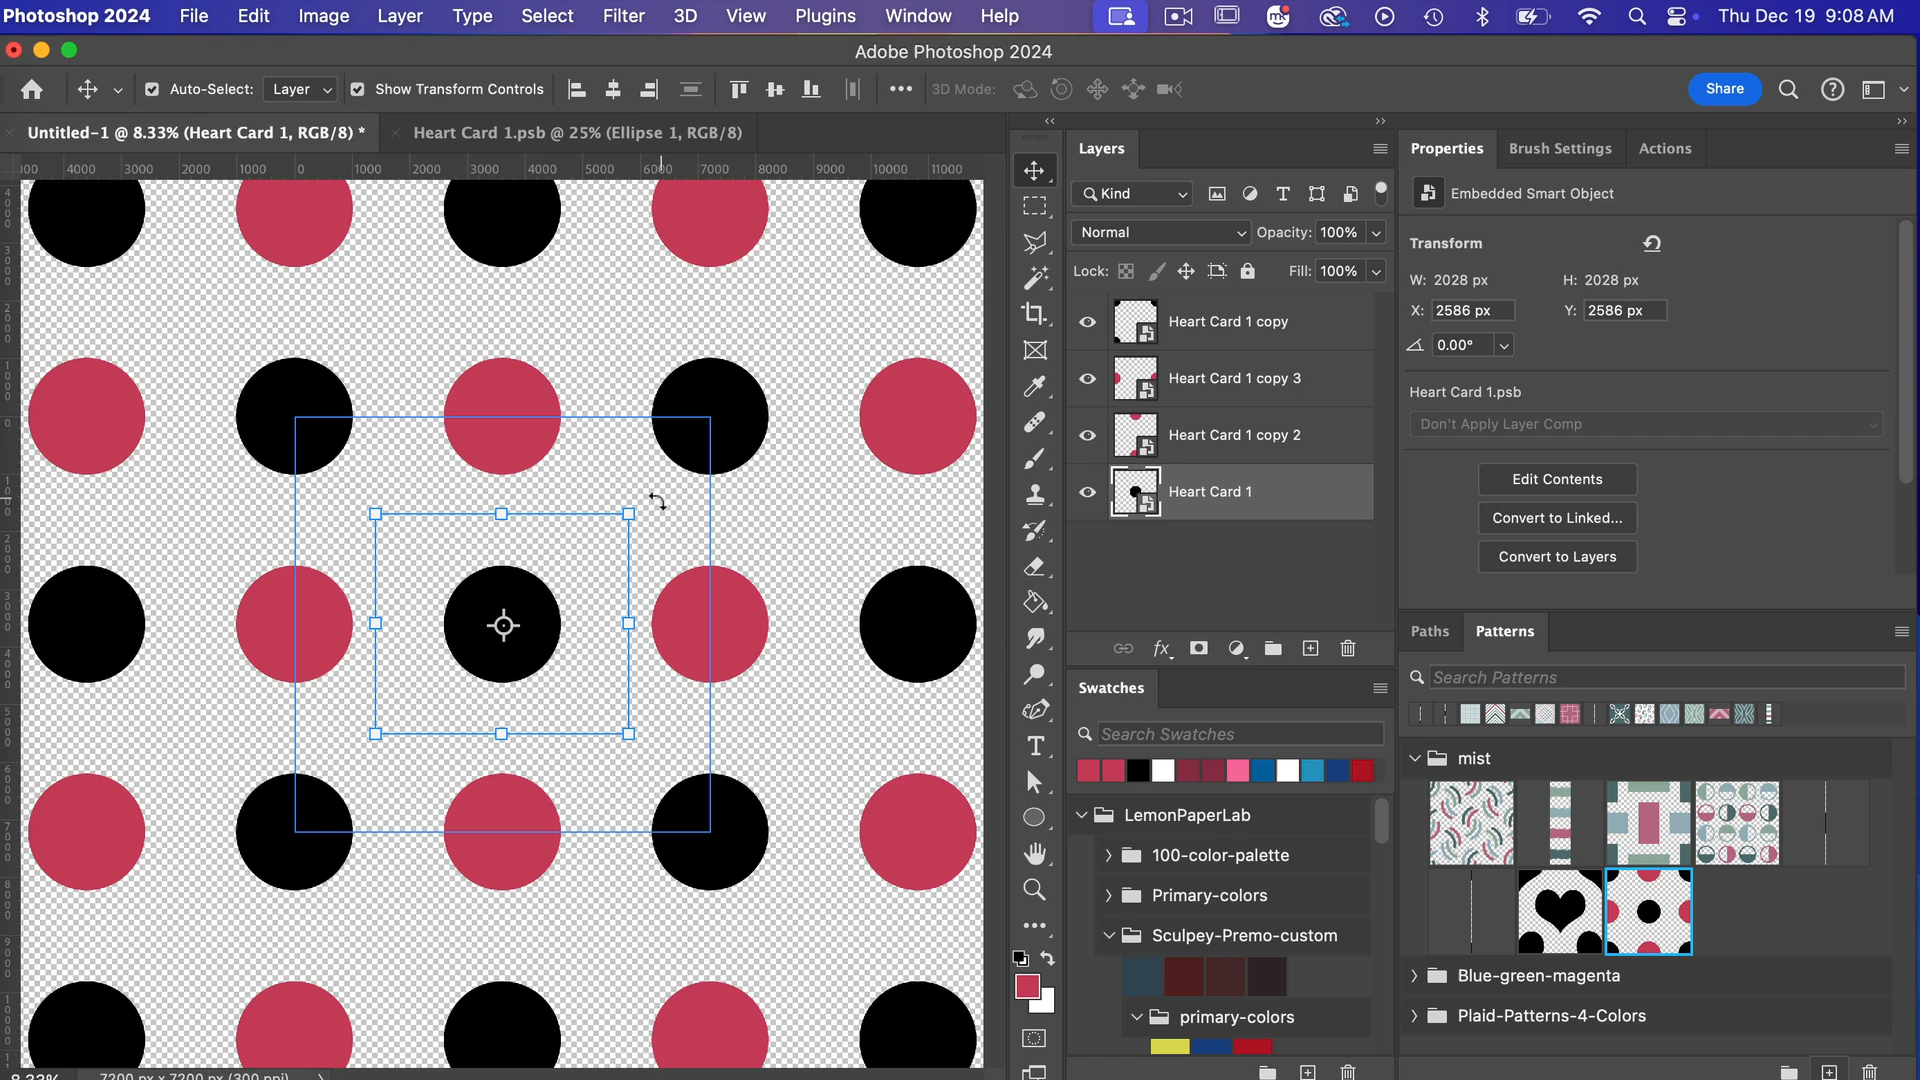 Photoshop 2024 File Edit Image Layer Type Select Filter 3D View Plugins Window Help Thu Dec 19 9:08 AM
Adobe Photoshop 2024
Auto-Select: Layer Show Transform Controls 3D Mode: Share
Untitled-1 @ 8.33% (Heart Card 1, RGB/8) * Heart Card 1.psb @ 25% (Ellipse 1, RGB/8)
4000 3000 2000 1000 0 1000 2000 3000 4000 5000 6000 7000 8000 9000 10000 11000
Layers
Kind
Normal Opacity: 100%
Lock: Fill: 100%
Heart Card 1 copy
Heart Card 1 copy 3
Heart Card 1 copy 2
Heart Card 1
fx
Swatches
Search Swatches
LemonPaperLab
100-color-palette
Primary-colors
Sculpey-Premo-custom
primary-colors
Properties Brush Settings Actions
Embedded Smart Object
Transform
W: 2028 px H: 2028 px
X: 2586 px Y: 2586 px
0.00°
Heart Card 1.psb
Don't Apply Layer Comp
Edit Contents
Convert to Linked...
Convert to Layers
Paths Patterns
Search Patterns
mist
Blue-green-magenta
Plaid-Patterns-4-Colors
8.33% 7200 px x 7200 px (300 ppi)